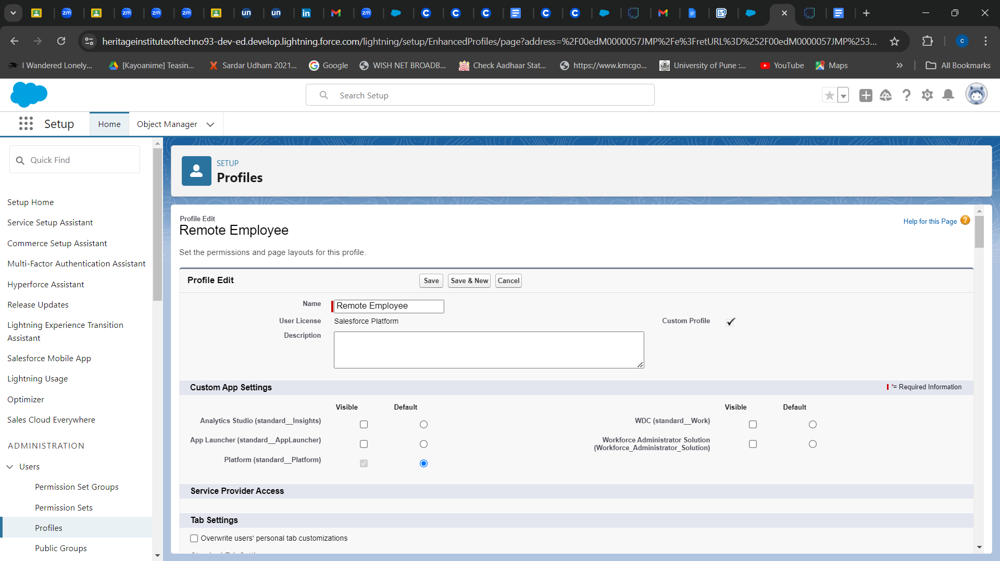 zm
zm
zm
zm
un
un
in
zm
C
C
C
C
C
heritageinstituteoftechno93-dev-ed.develop.lightning.force.com/lightning/setup/EnhancedProfiles/page?address=%2F00edM0000057JMP%2Fe%3FretURL%3D%252F00edM0000057JMP%253...
C
I Wandered Lonely...
[Kayoanime] Teasin...
Sardar Udham 2021...
Google
WISH NET BROADB...
Check Aadhaar Stat...
https://www.kmcgo...
University of Pune :...
YouTube
Maps
All Bookmarks
Search Setup
Setup
Home
Object Manager
Quick Find
Setup Home
Service Setup Assistant
Commerce Setup Assistant
Multi-Factor Authentication Assistant
Hyperforce Assistant
Release Updates
Lightning Experience Transition
Assistant
Salesforce Mobile App
Lightning Usage
Optimizer
Sales Cloud Everywhere
ADMINISTRATION
Users
Permission Set Groups
Permission Sets
Profiles
Public Groups
SETUP
Profiles
Profile Edit
Remote Employee
Help for this Page
Set the permissions and page layouts for this profile.
Profile Edit
Save
Save & New
Cancel
Name
Remote Employee
User License
Salesforce Platform
Custom Profile
Description
Custom App Settings
*= Required Information
Visible
Default
Visible
Default
Analytics Studio (standard__Insights)
WDC (standard__Work)
App Launcher (standard__AppLauncher)
Workforce Administrator Solution
(Workforce_Administrator_Solution)
Platform (standard__Platform)
Service Provider Access
Tab Settings
Overwrite users' personal tab customizations